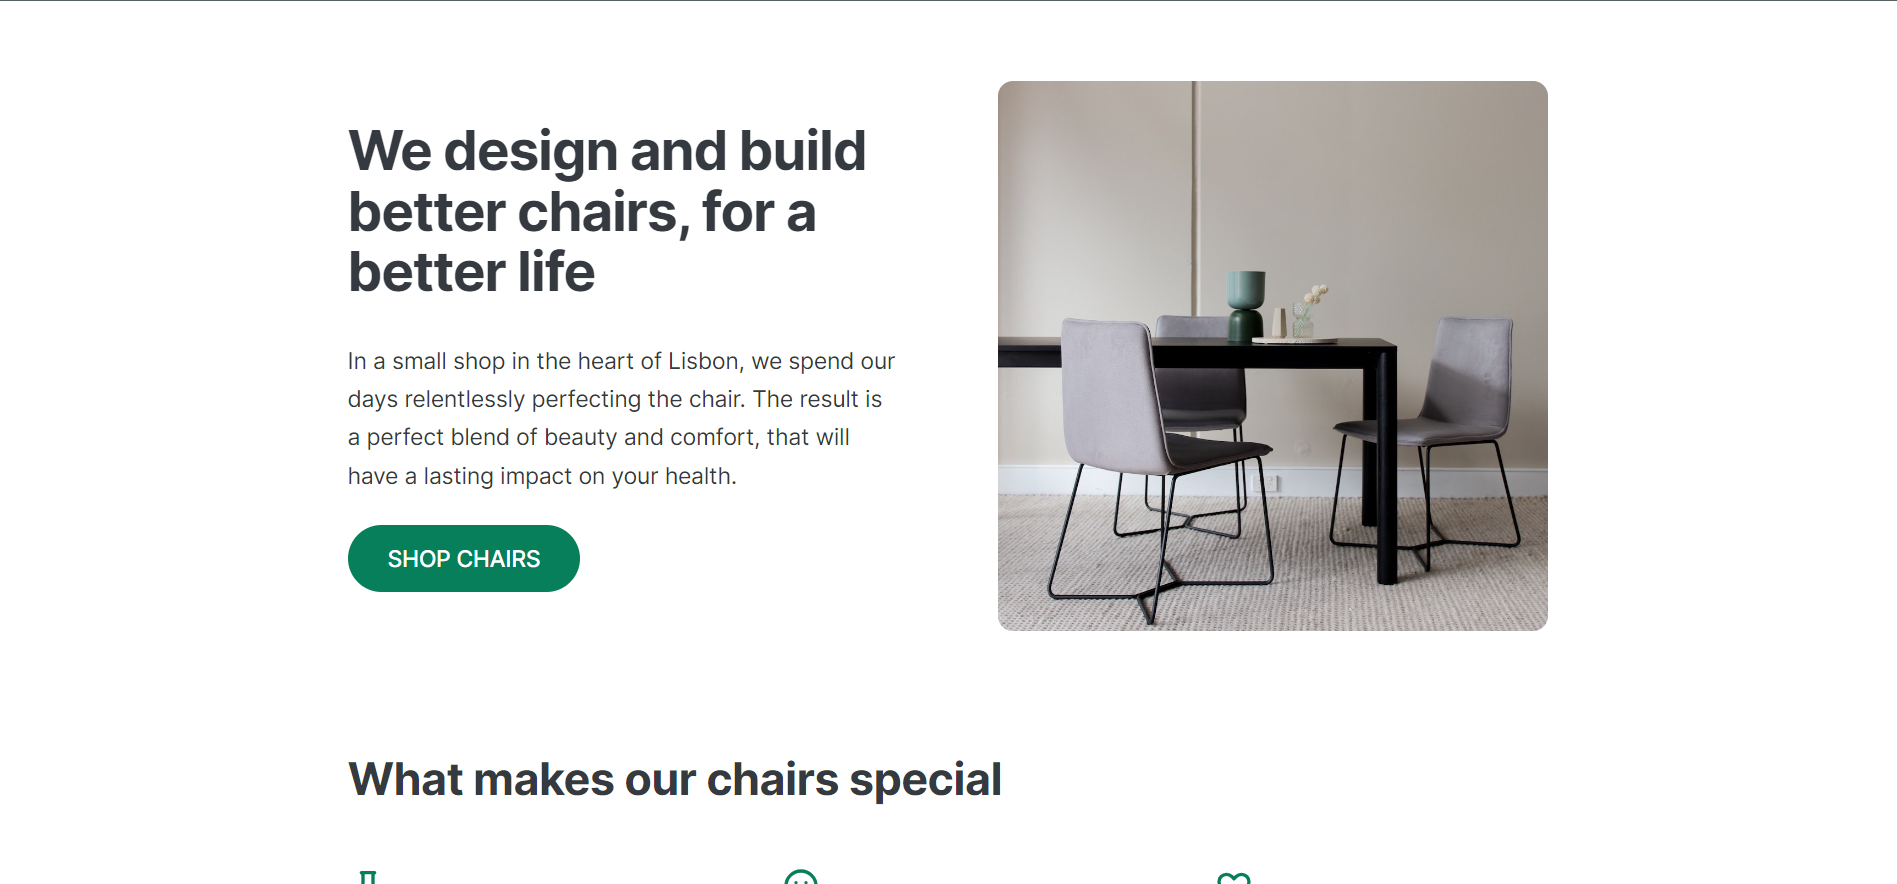 We design and build
better chairs, for a
better life
In a small shop in the heart of Lisbon, we spend our
days relentlessly perfecting the chair. The result is
a perfect blend of beauty and comfort, that will
have a lasting impact on your health.
SHOP CHAIRS
What makes our chairs special